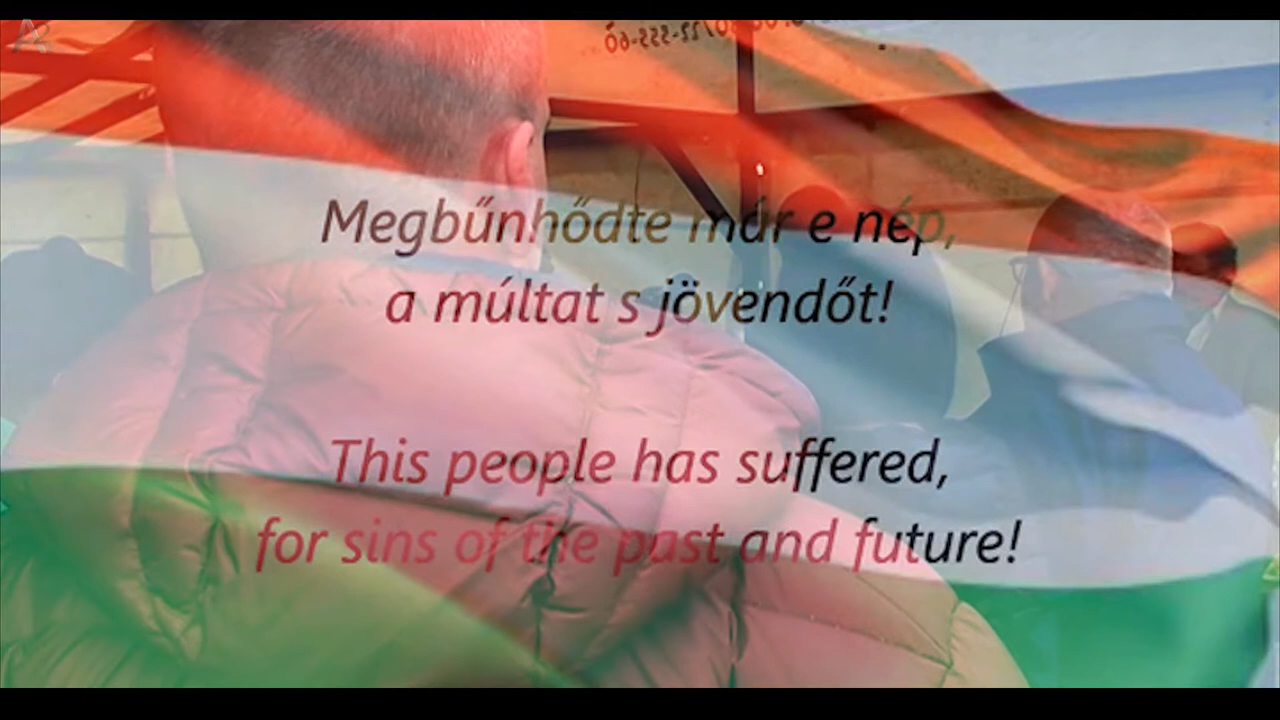 Megbűnhődte már e nép,
a múltat s jövendőt!
This people has suffered,
for sins of the past and future!